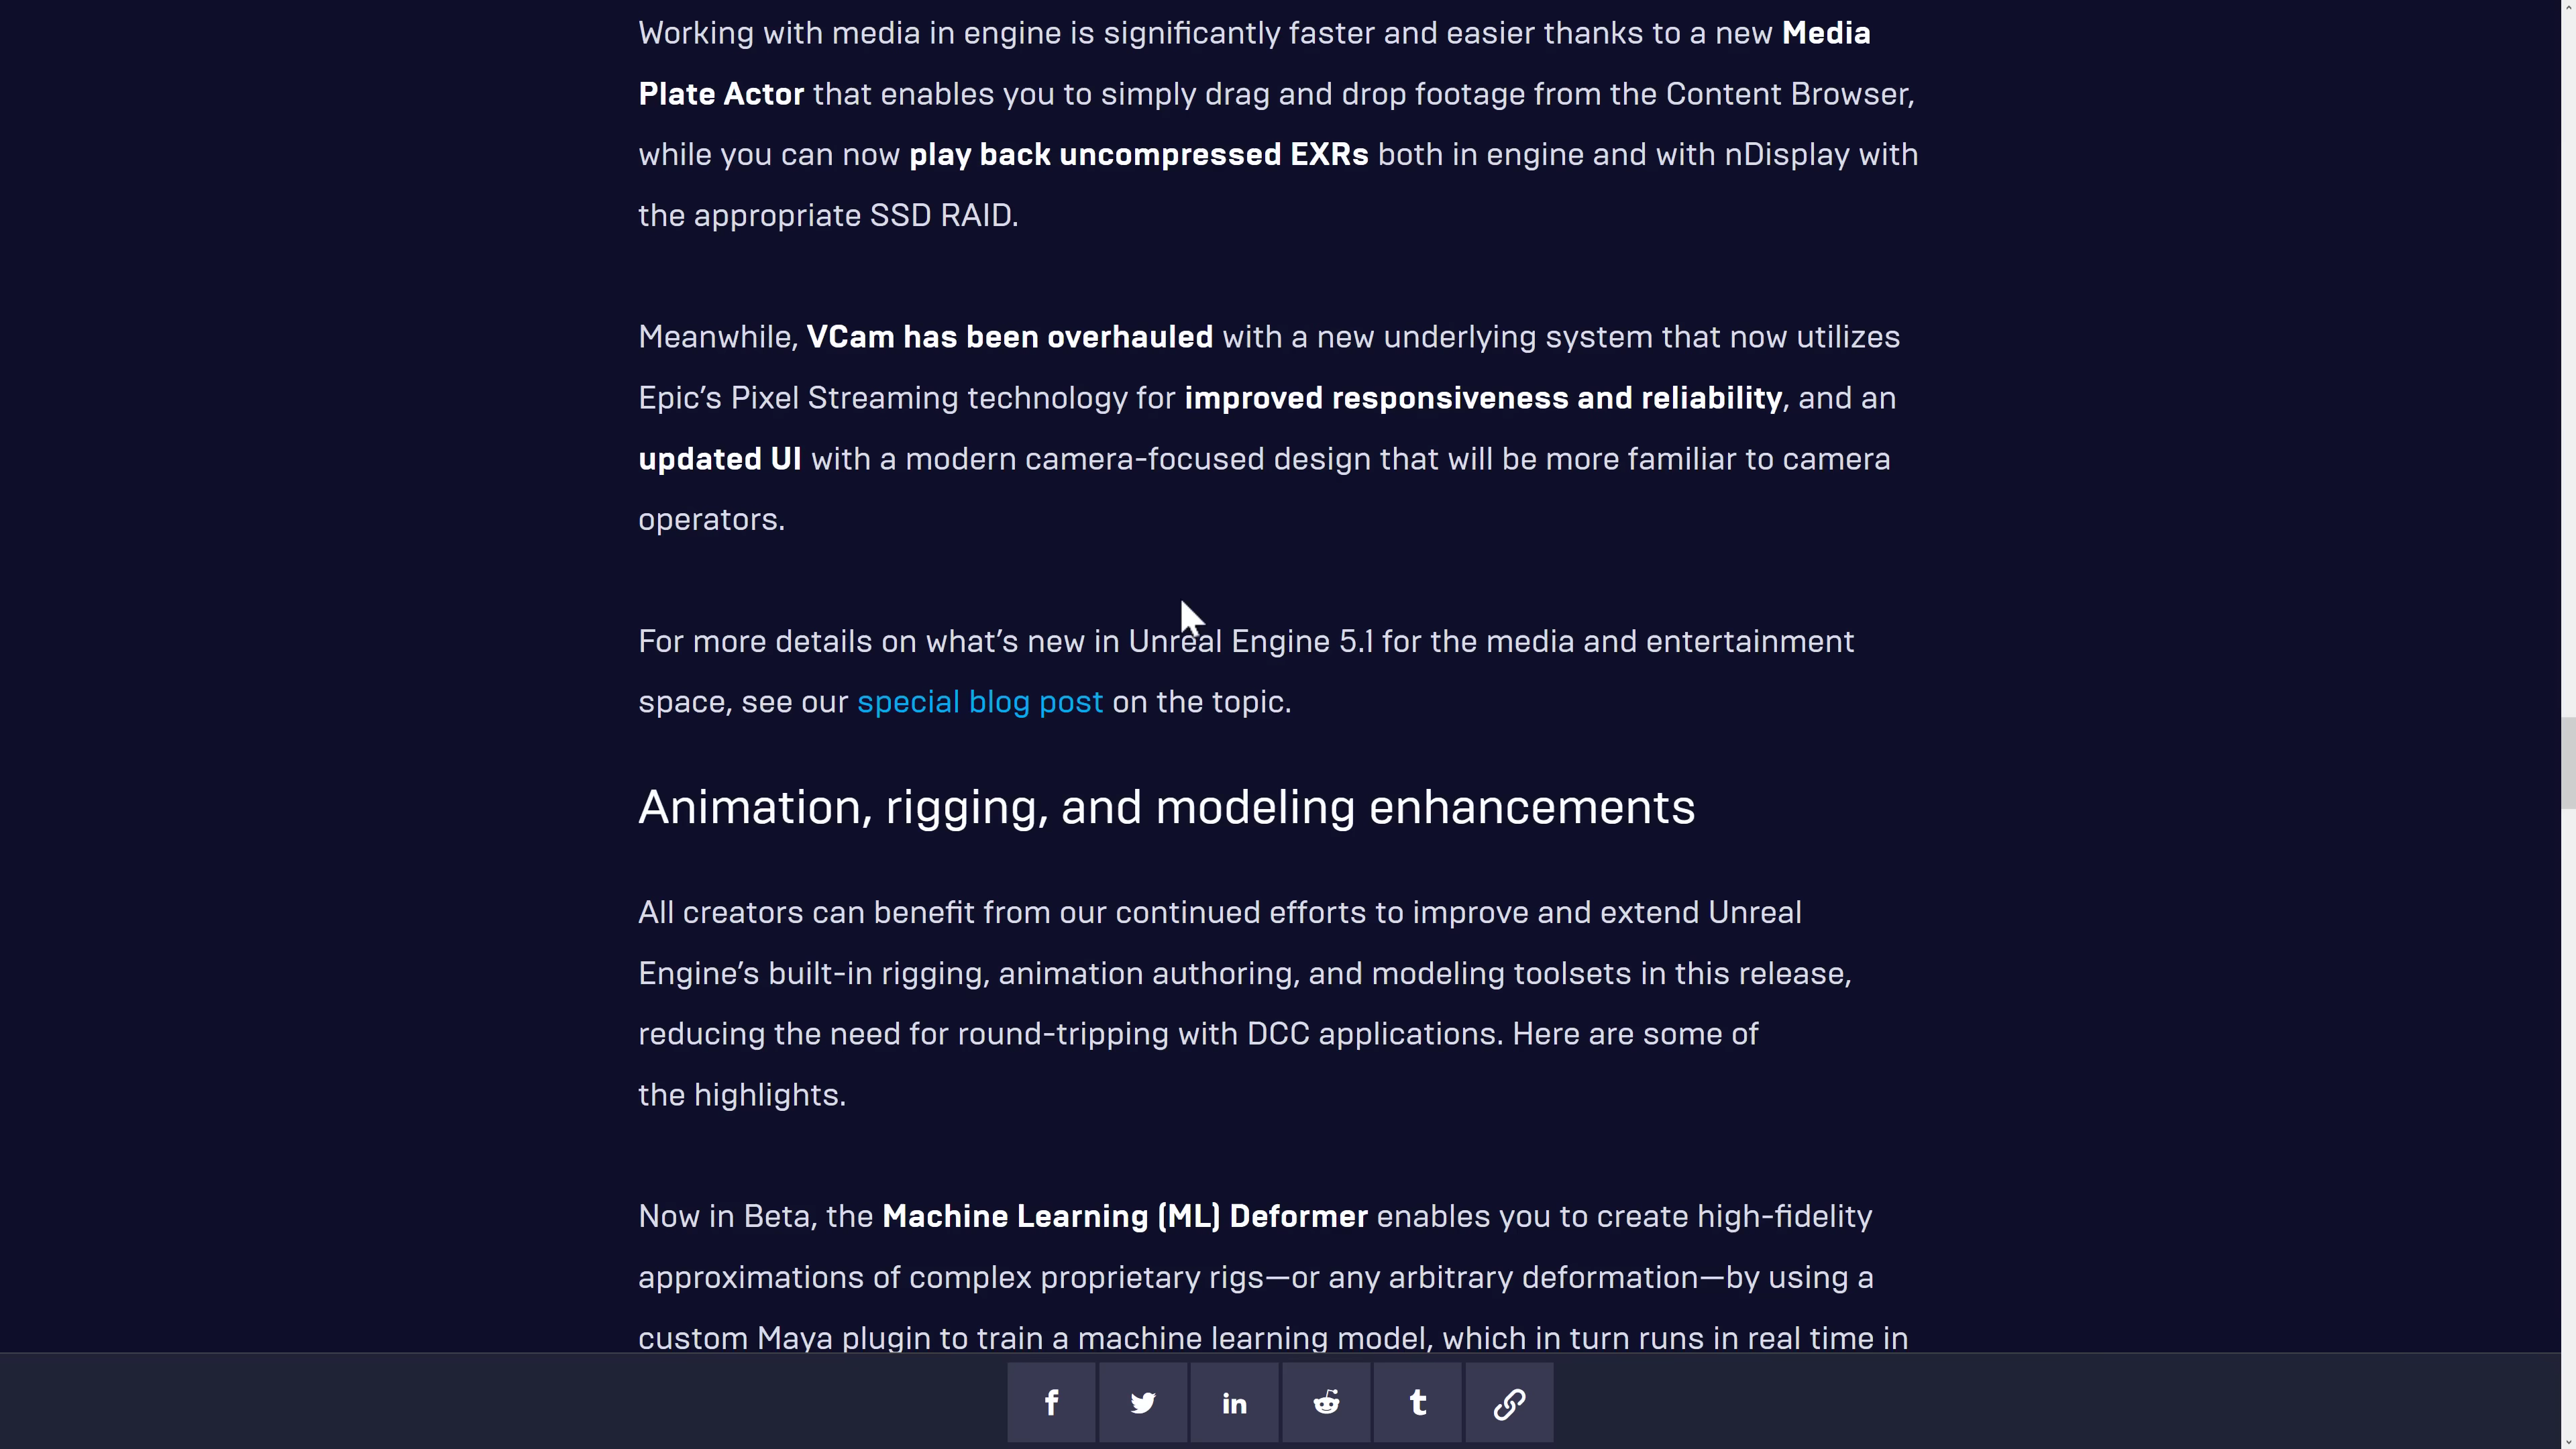 Working with media in engine is significantly faster and easier thanks to a new Media
Plate Actor that enables you to simply drag and drop footage from the Content Browser,
while you can now play back uncompressed EXRs both in engine and with nDisplay with
the appropriate SSD RAID.
Meanwhile, VCam has been overhauled with a new underlying system that now utilizes
Epic’s Pixel Streaming technology for improved responsiveness and reliability, and an
updated UI with a modern camera-focused design that will be more familiar to camera
operators.
For more details on what’s new in Unreal Engine 5.1 for the media and entertainment
space, see our special blog post on the topic.
Animation, rigging, and modeling enhancements
All creators can benefit from our continued efforts to improve and extend Unreal
Engine’s built-in rigging, animation authoring, and modeling toolsets in this release,
reducing the need for round-tripping with DCC applications. Here are some of
the highlights.
Now in Beta, the Machine Learning (ML) Deformer enables you to create high-fidelity
approximations of complex proprietary rigs—or any arbitrary deformation—by using a
custom Maya plugin to train a machine learning model, which in turn runs in real time in